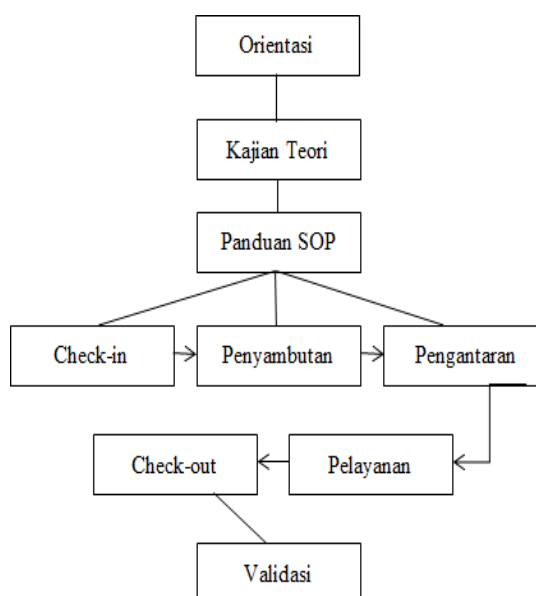 Orientasi
Kajian Teori
Panduan SOP
Check-in
Penyambutan
Pengantaran
Check-out
Pelayanan
Validasi